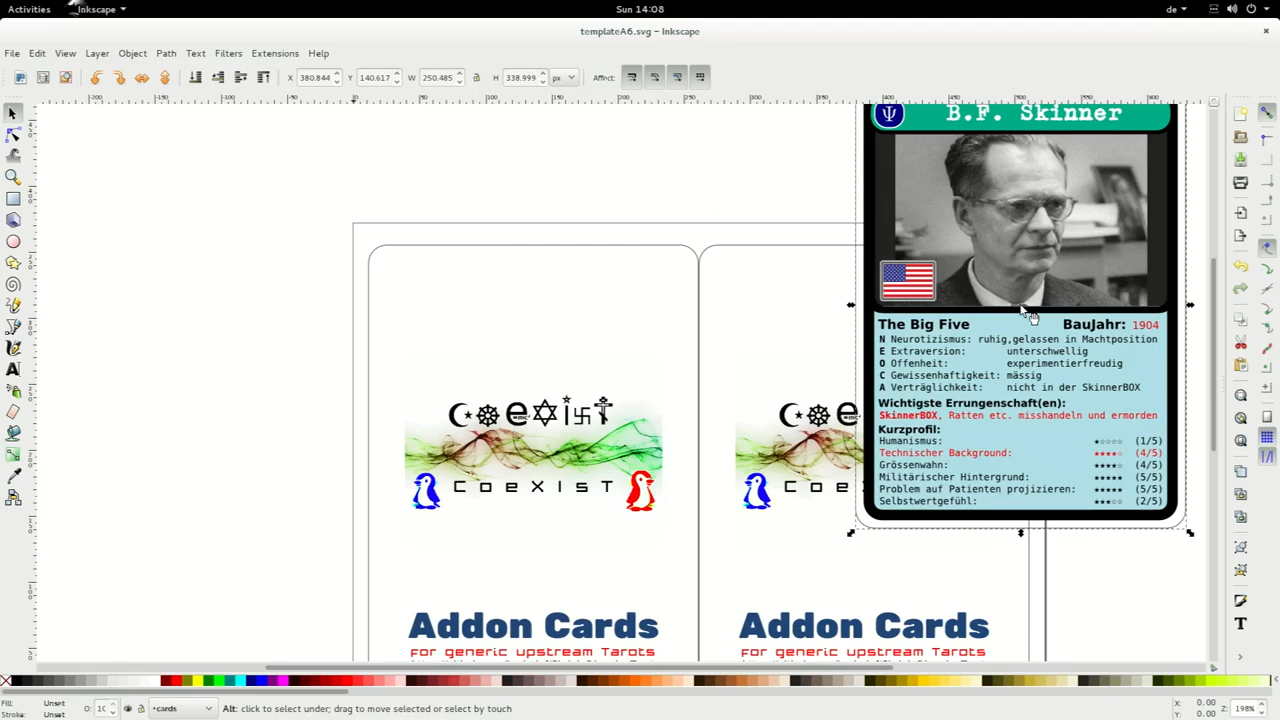 Activities
Inkscape
Sun 14:08
de
templateA6.svg – Inkscape
File Edit View Layer Object Path Text Filters Extensions Help
X 380.844 Y 140.617 W 250.485 H 338.999 px Affect:
B.F. Skinner
Ψ
The Big Five BauJahr: 1904
N Neurotizismus: ruhig,gelassen in Machtposition
E Extraversion: unterschwellig
O Offenheit: experimentierfreudig
C Gewissenhaftigkeit: mässig
A Verträglichkeit: nicht in der SkinnerBOX
Wichtigste Errungenschaft(en):
SkinnerBOX, Ratten etc. misshandeln und ermorden
Kurzprofil:
Humanismus: ★☆☆☆☆ (1/5)
Technischer Background: ★★★★☆ (4/5)
Grössenwahn: ★★★★☆ (4/5)
Militärischer Hintergrund: ★★★★★ (5/5)
Problem auf Patienten projizieren: ★★★★★ (5/5)
Selbstwertgefühl: ★★★☆☆ (2/5)
CoeXisT
Coe
Addon Cards
for generic upstream Tarots
Addon Cards
for generic upstream Tarots
Fill: Unset
Stroke: Unset
O:
cards
Alt: click to select under; drag to move selected or select by touch
X: 0.00
Y: 0.00
Z: 198%